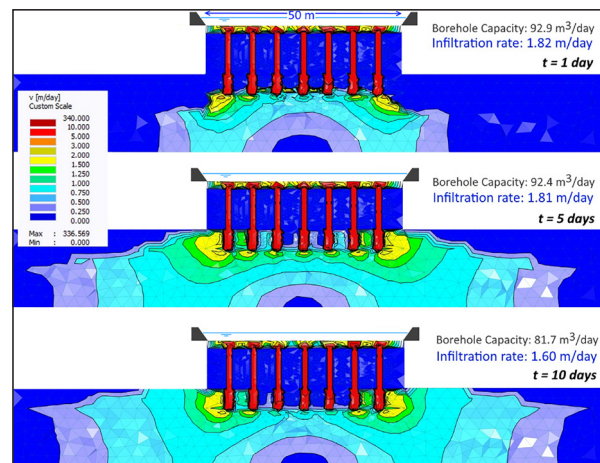 50 m
Borehole Capacity: 92.9 m³/day
Infiltration rate: 1.82 m/day
t = 1 day
v [m/day]
Custom Scale
340.000
10.000
5.000
3.000
2.000
1.500
1.250
1.000
0.750
0.500
0.250
0.000
Max : 336.569
Min : 0.000
Borehole Capacity: 92.4 m³/day
Infiltration rate: 1.81 m/day
t = 5 days
Borehole Capacity: 81.7 m³/day
Infiltration rate: 1.60 m/day
t = 10 days